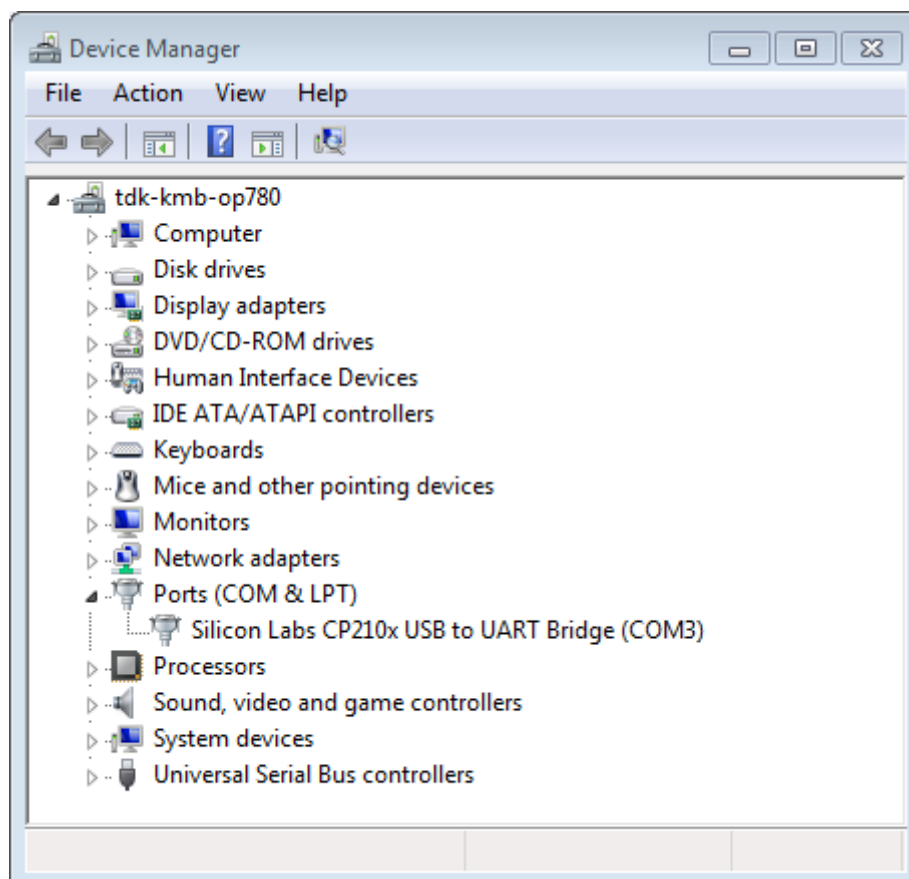 Device Manager
File Action View Help
?
tdk-kmb-op780
Computer
Disk drives
Display adapters
DVD/CD-ROM drives
Human Interface Devices
IDE ATA/ATAPI controllers
Keyboards
Mice and other pointing devices
Monitors
Network adapters
Ports (COM & LPT)
Silicon Labs CP210x USB to UART Bridge (COM3)
Processors
Sound, video and game controllers
System devices
Universal Serial Bus controllers